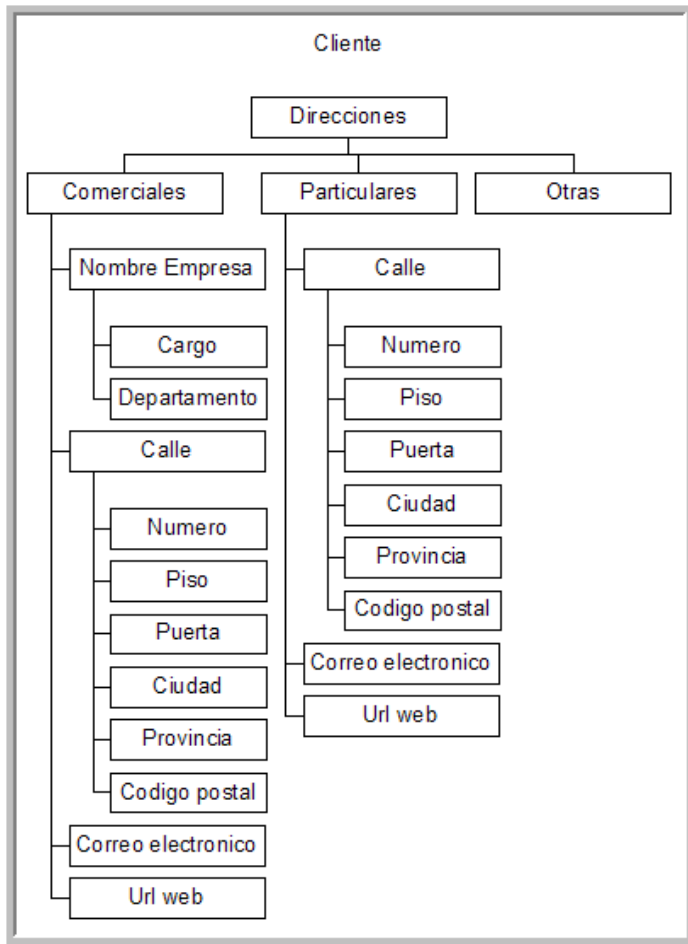 Cliente
Direcciones
Comerciales
Particulares
Otras
Nombre Empresa
Cargo
Departamento
Calle
Numero
Piso
Puerta
Ciudad
Provincia
Codigo postal
Correo electronico
Url web
Calle
Numero
Piso
Puerta
Ciudad
Provincia
Codigo postal
Correo electronico
Url web